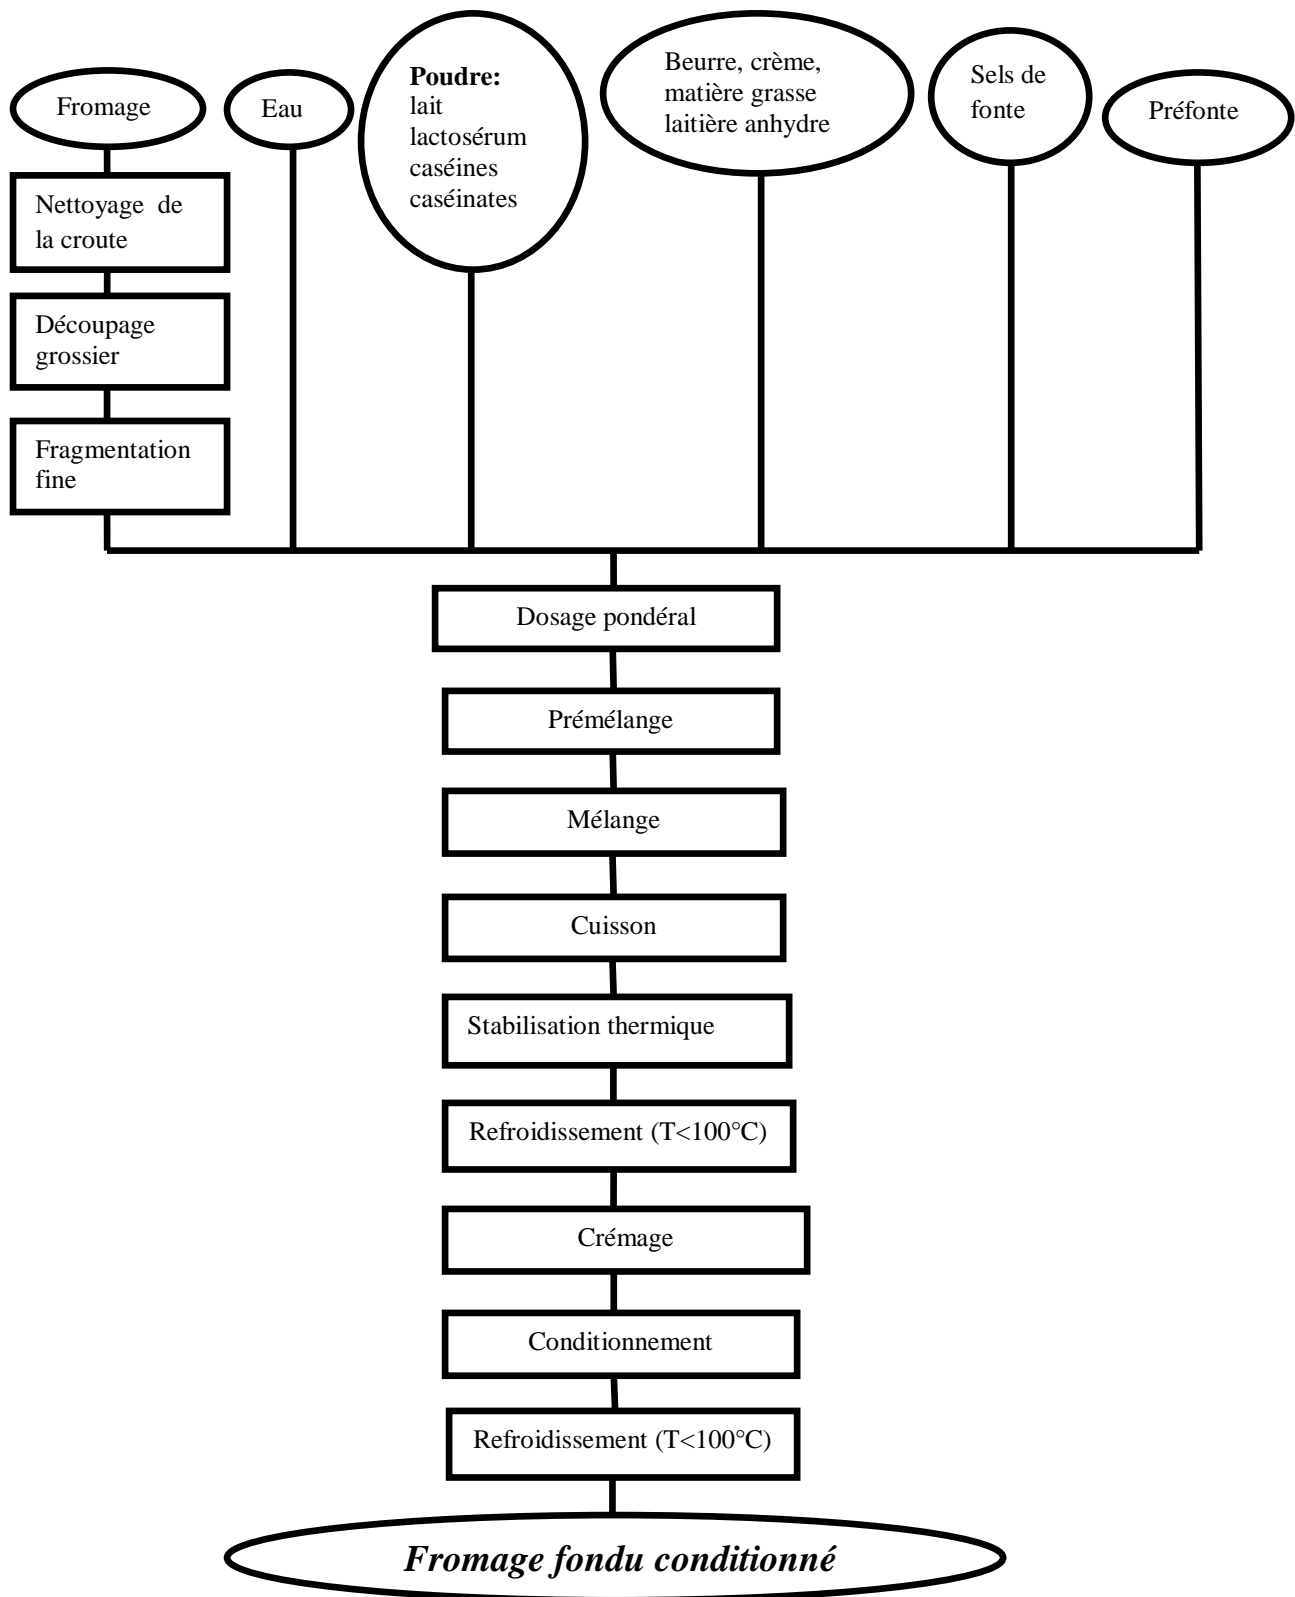 Fromage
Eau
Poudre:
lait
lactosérum
caséines
caséinates
Beurre, crème,
matière grasse
laitière anhydre
Sels de
fonte
Préfonte
Nettoyage de
la croute
Découpage
grossier
Fragmentation
fine
Dosage pondéral
Prémélange
Mélange
Cuisson
Stabilisation thermique
Refroidissement (T<100°C)
Crémage
Conditionnement
Refroidissement (T<100°C)
Fromage fondu conditionné